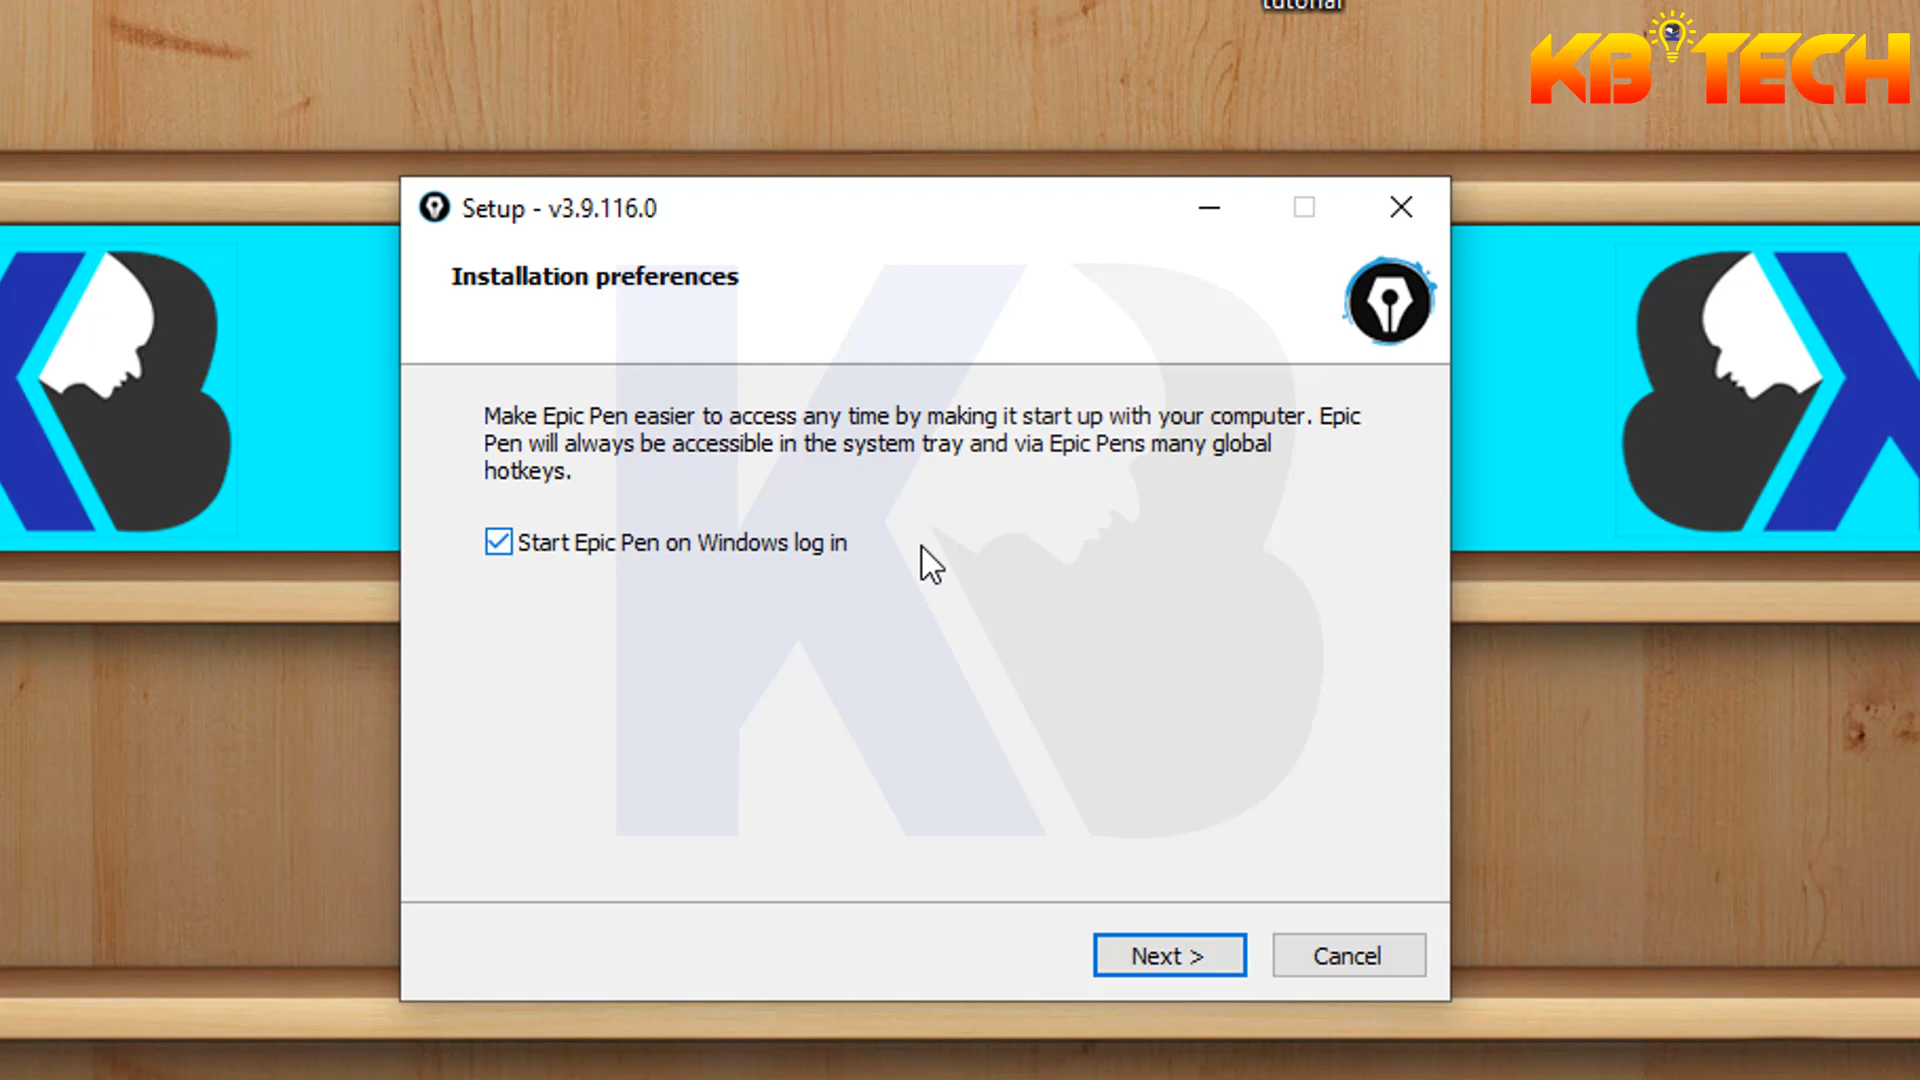 tutorial
KB TECH
Setup - v3.9.116.0
Installation preferences
Make Epic Pen easier to access any time by making it start up with your computer. Epic
Pen will always be accessible in the system tray and via Epic Pens many global
hotkeys.
Start Epic Pen on Windows log in
Next >
Cancel